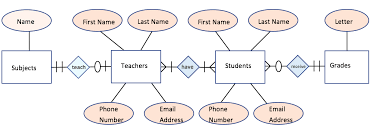 Name
First Name
Last Name
First Name
Last Name
Letter
Subjects
teach
Teachers
have
Students
receive
Grades
Phone
Number
Email
Address
Phone
Number
Email
Address